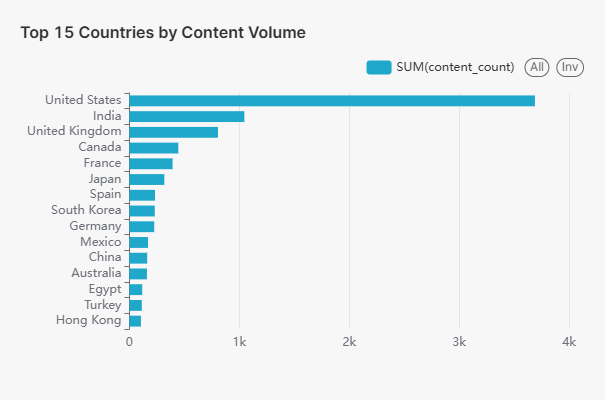 Top 15 Countries by Content Volume
SUM(content_count) All Inv
United States
India
United Kingdom
Canada
France
Japan
Spain
South Korea
Germany
Mexico
China
Australia
Egypt
Turkey
Hong Kong
0 1k 2k 3k 4k